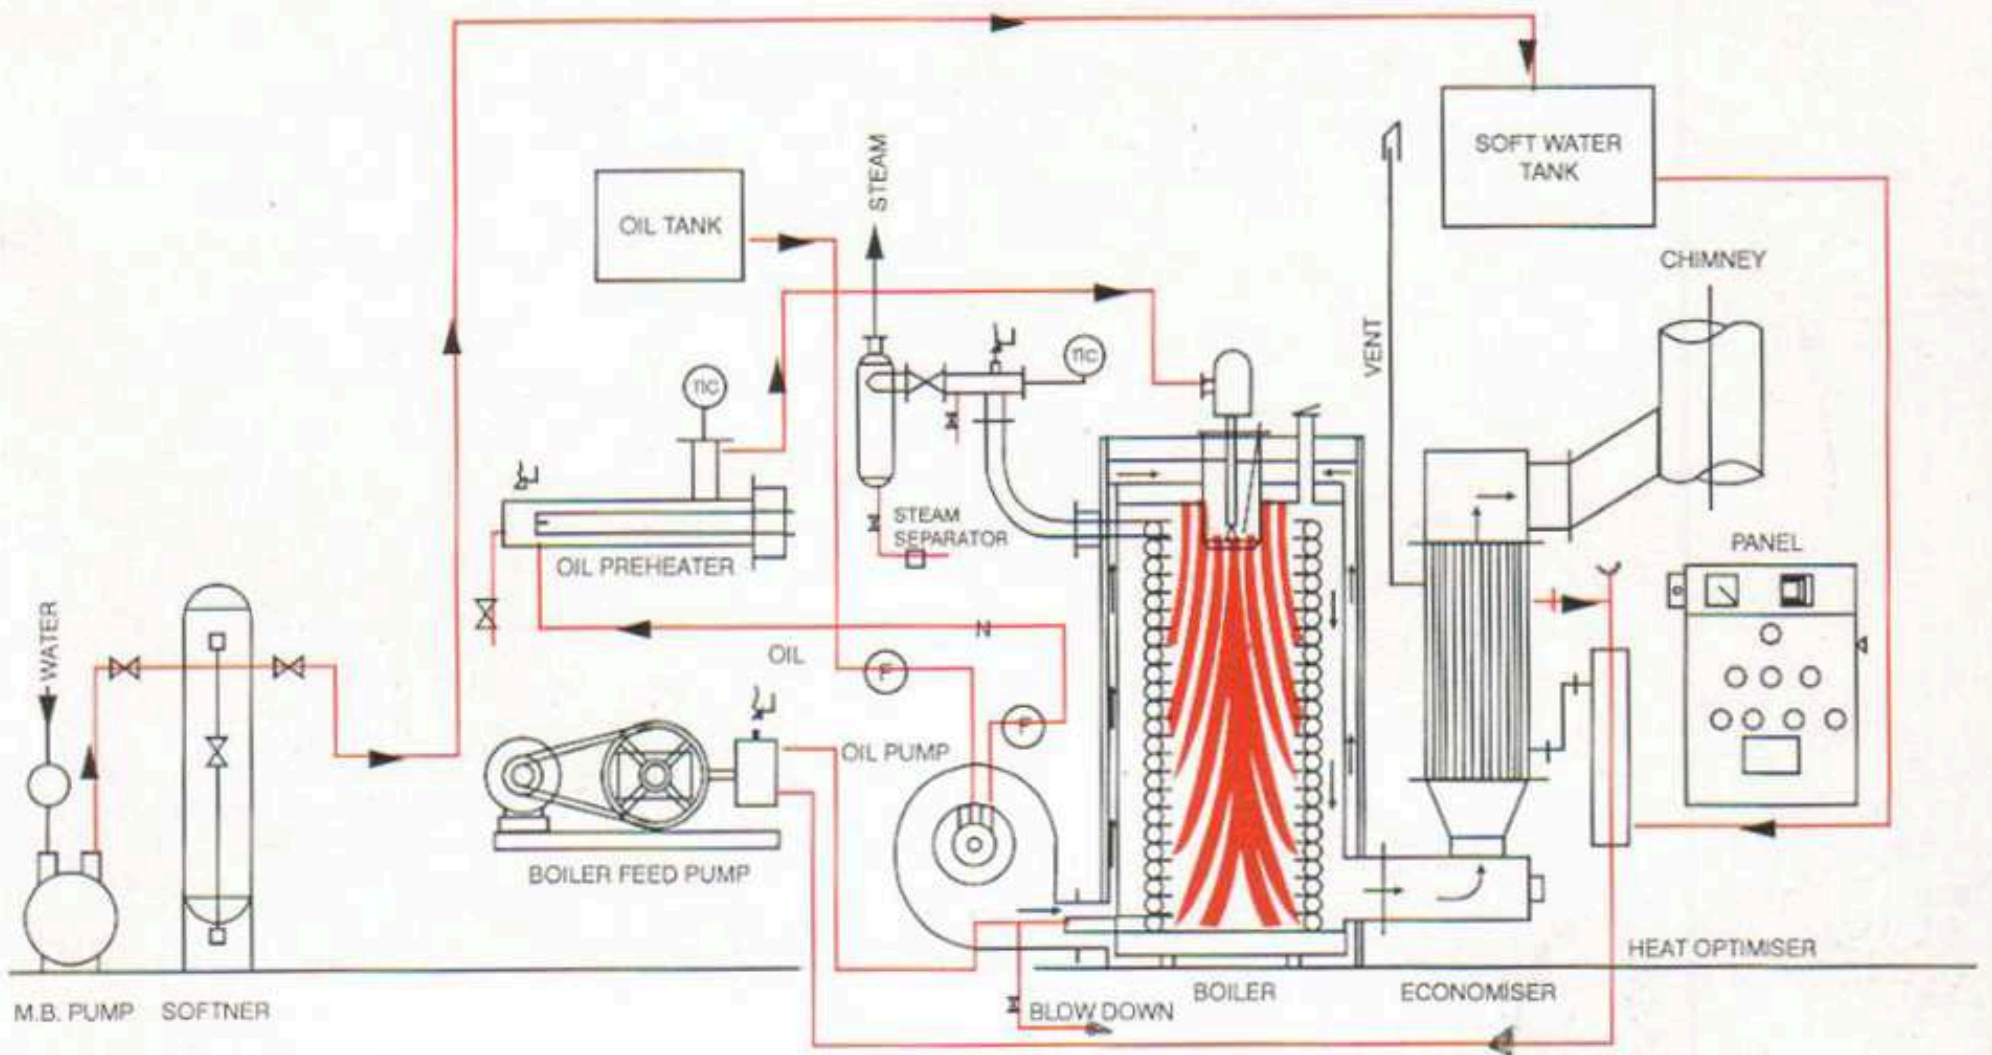 SOFT WATER
TANK
STEAM
OIL TANK
CHIMNEY
VENT
TIC
TIC
STEAM
SEPARATOR
PANEL
OIL PREHEATER
WATER
N
OIL
F
F
OIL PUMP
BOILER FEED PUMP
HEAT OPTIMISER
BOILER
ECONOMISER
M.B. PUMP
SOFTNER
BLOW DOWN